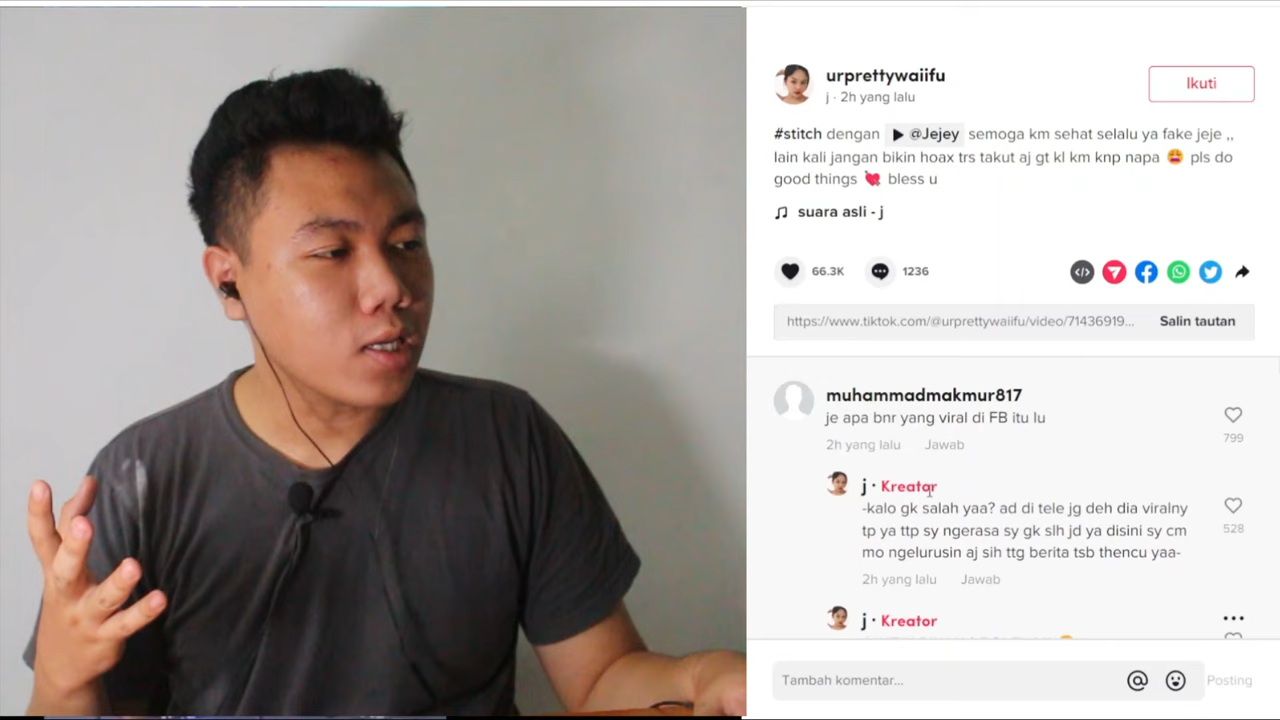 urprettywaiifu
j · 2h yang lalu
Ikuti
#stitch dengan ▶ @Jejey semoga km sehat selalu ya fake jeje ,,
lain kali jangan bikin hoax trs takut aj gt kl km knp napa 🤩 pls do
good things 💘 bless u
suara asli - j
66.3K
1236
https://www.tiktok.com/@urprettywaiifu/video/71436919...
Salin tautan
muhammadmakmur817
je apa bnr yang viral di FB itu lu
799
2h yang lalu Jawab
j · Kreator
-kalo gk salah yaa? ad di tele jg deh dia viralny
tp ya ttp sy ngerasa sy gk slh jd ya disini sy cm
mo ngelurusin aj sih ttg berita tsb thencu yaa-
528
2h yang lalu Jawab
j · Kreator
Tambah komentar...
Posting